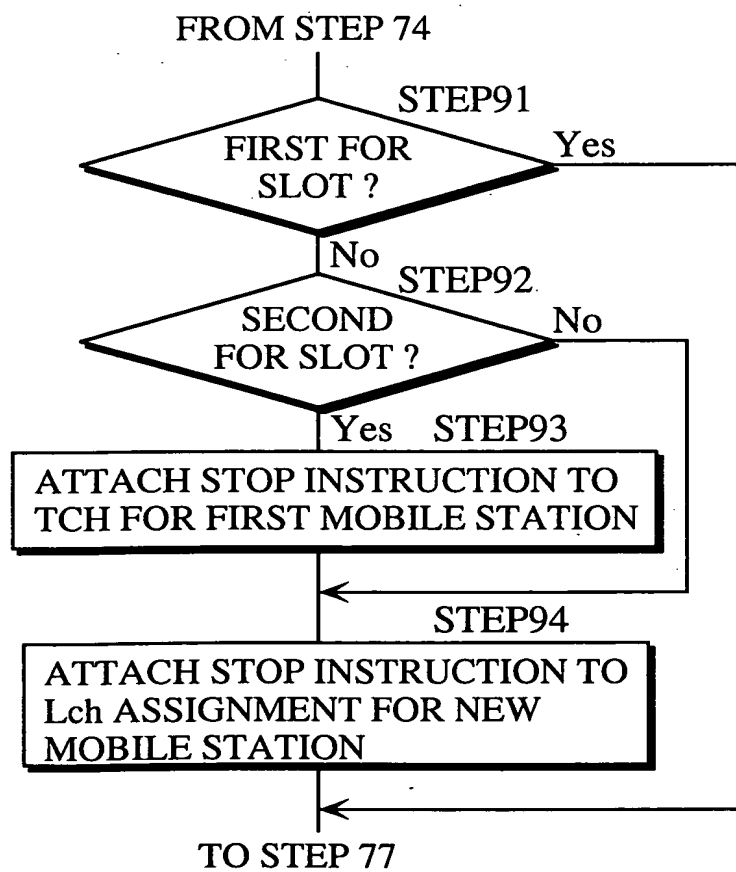 FROM STEP 74
STEP91
FIRST FOR
SLOT ?
Yes
No
STEP92
SECOND
FOR SLOT ?
No
Yes
STEP93
ATTACH STOP INSTRUCTION TO
TCH FOR FIRST MOBILE STATION
STEP94
ATTACH STOP INSTRUCTION TO
Lch ASSIGNMENT FOR NEW
MOBILE STATION
TO STEP 77